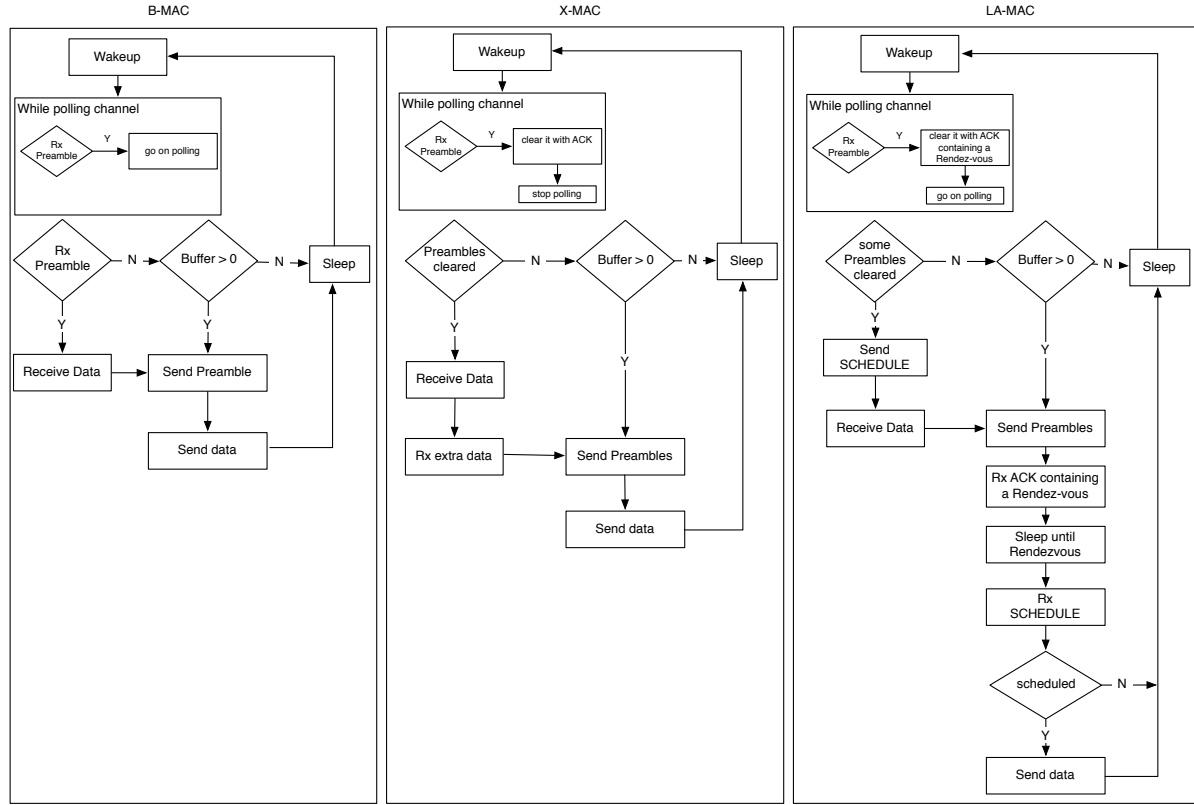 B-MAC
Wakeup
While polling channel
Rx
Preamble
Y
go on polling
Rx
Preamble
N
Buffer > 0
N
Sleep
Y
Y
Receive Data
Send Preamble
Send data
X-MAC
Wakeup
While polling channel
Rx
Preamble
Y
clear it with ACK
stop polling
Preambles
cleared
N
Buffer > 0
N
Sleep
Y
Y
Receive Data
Rx extra data
Send Preambles
Send data
LA-MAC
Wakeup
While polling channel
Rx
Preamble
Y
clear it with ACK
containing a
Rendez-vous
go on polling
some
Preambles
cleared
N
Buffer > 0
N
Sleep
Y
Send
SCHEDULE
Y
Receive Data
Send Preambles
Rx ACK containing
a Rendez-vous
Sleep until
Rendezvous
Rx
SCHEDULE
scheduled
N
Y
Send data